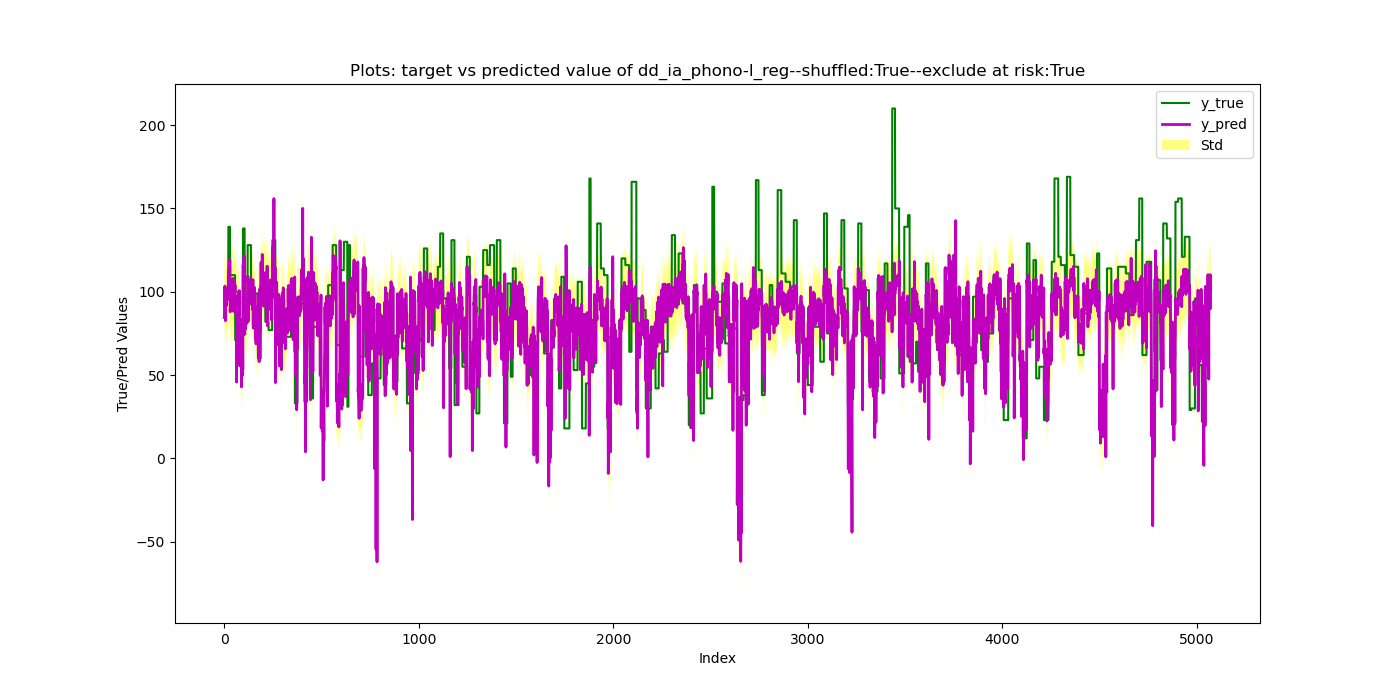 Plots: target vs predicted value of dd_ia_phono-l_reg--shuffled:True--exclude at risk:True
y_true
y_pred
Std
True/Pred Values
200
150
100
50
0
−50
0
1000
2000
3000
4000
5000
Index